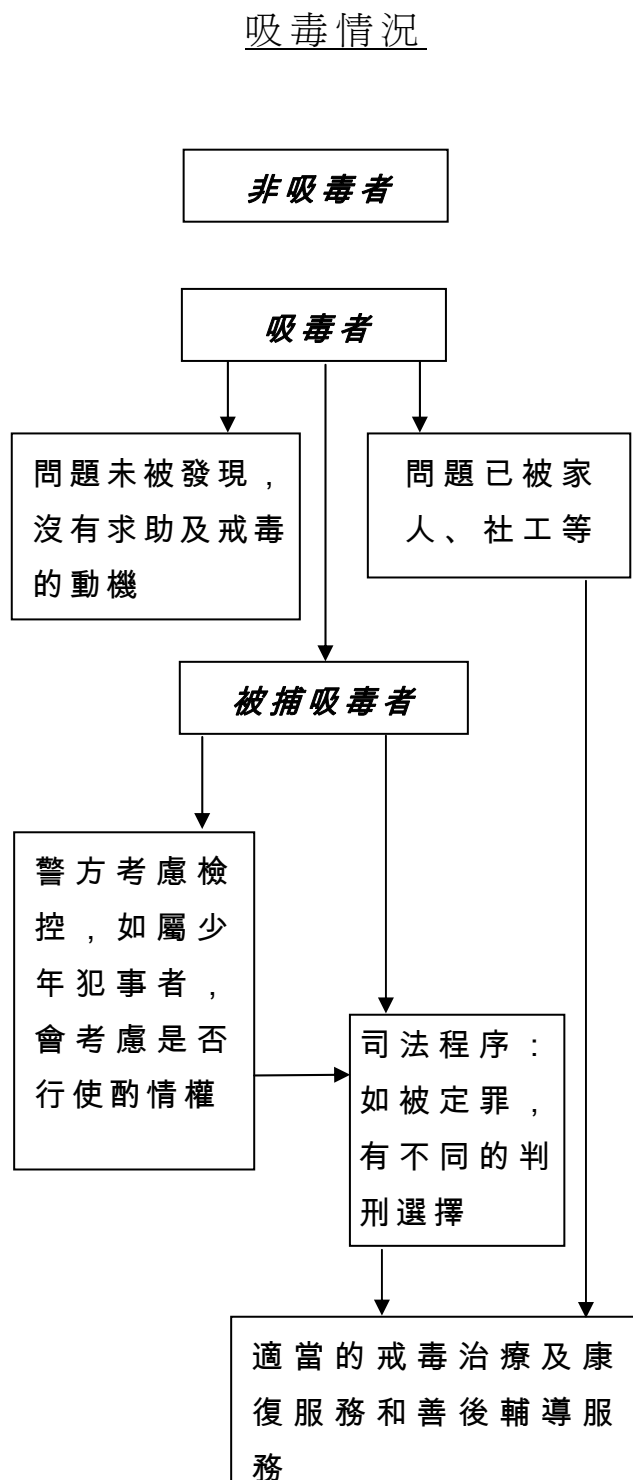 吸毒情況
非吸毒者
吸毒者
問題未被發現，
沒有求助及戒毒
的動機
問題已被家
人、社工等
被捕吸毒者
警方考慮檢
控，如屬少
年犯事者，
會考慮是否
行使酌情權
司法程序：
如被定罪，
有不同的判
刑選擇
適當的戒毒治療及康
復服務和善後輔導服
務